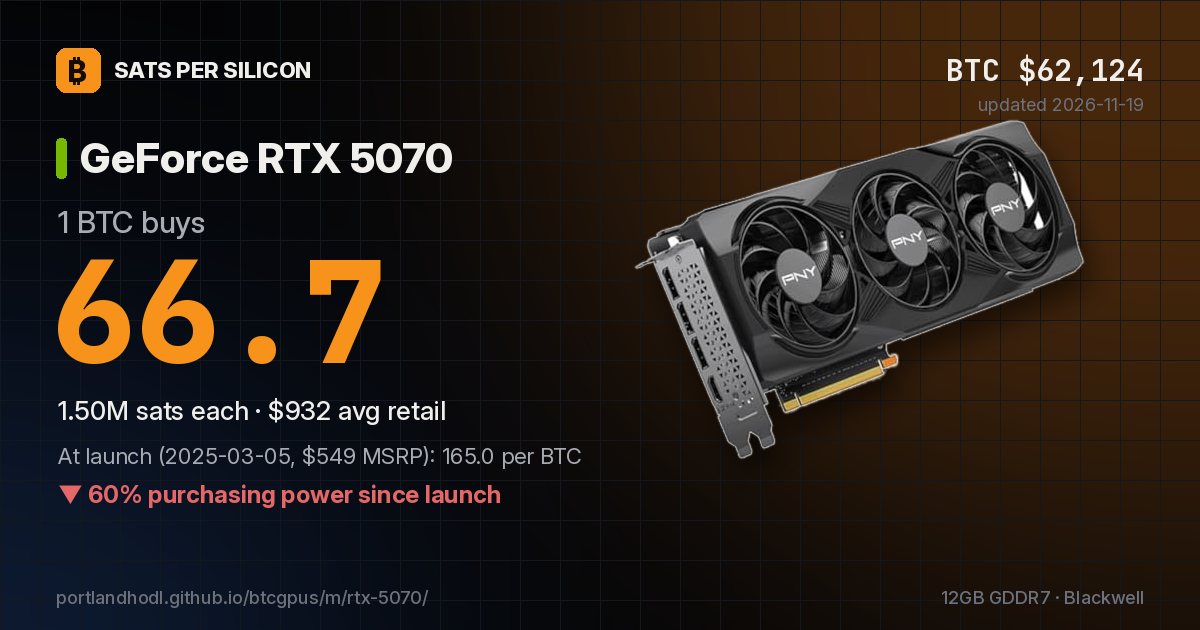 ₿ SATS PER SILICON
BTC $62,124
updated 2026-11-19
GeForce RTX 5070
1 BTC buys
66.7
1.50M sats each · $932 avg retail
At launch (2025-03-05, $549 MSRP): 165.0 per BTC
▼ 60% purchasing power since launch
PNY
PNY
PNY
portlandhodl.github.io/btcgpus/m/rtx-5070/
12GB GDDR7 · Blackwell